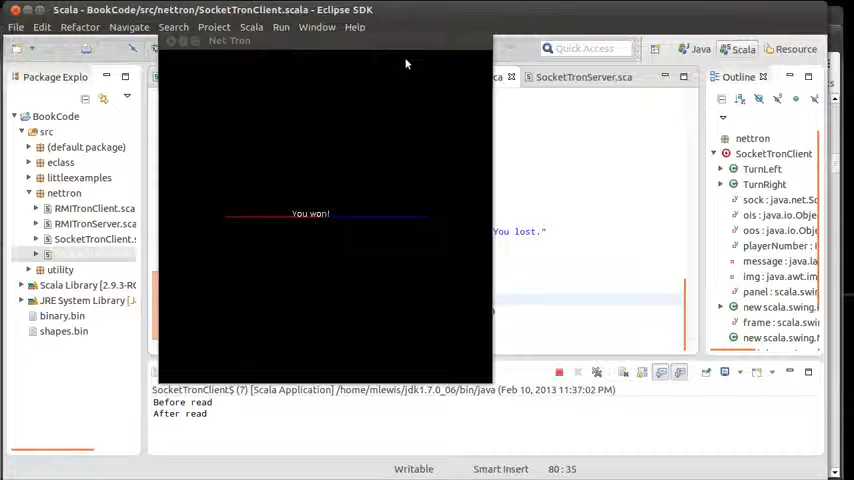 Scala - BookCode/src/nettron/SocketTronClient.scala - Eclipse SDK
File Edit Refactor Navigate Search Project Scala Run Window Help
Net Tron
Quick Access
Java
Scala
Resource
Package Explo
ca
SocketTronServer.sca
Outline
BookCode
src
(default package)
eclass
littleexamples
nettron
RMITronClient.sca
RMITronServer.sca
SocketTronClient.s
utility
Scala Library [2.9.3-R
JRE System Library [Ja
binary.bin
shapes.bin
You won!
You lost."
)
nettron
SocketTronClient
TurnLeft
TurnRight
sock : java.net.So
ois : java.io.Obje
oos : java.io.Obje
playerNumber : I
message : java.la
img : java.awt.im
panel : scala.swin
new scala.swing.
frame : scala.swi
new scala.swing.
SocketTronClient$ (7) [Scala Application] /home/mlewis/jdk1.7.0_06/bin/java (Feb 10, 2013 11:37:02 PM)
Before read
After read
Writable
Smart Insert
80 : 35